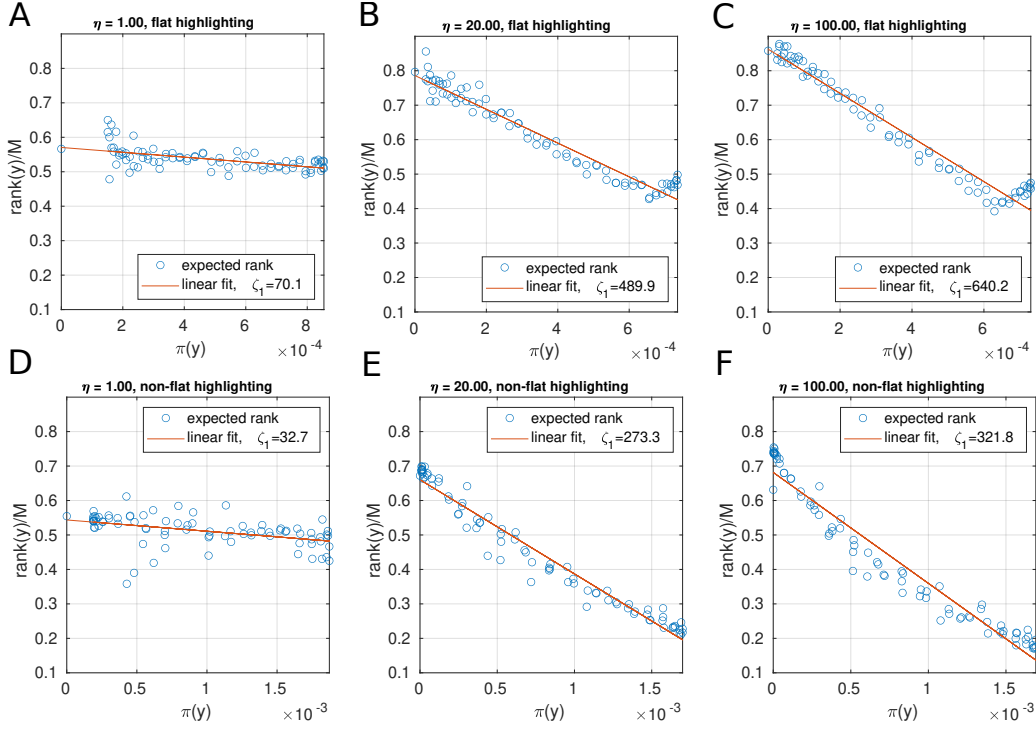 A
η = 1.00, flat highlighting
rank(y)/M
0.8
0.7
0.6
0.5
0.4
0.3
0.2
0.1
expected rank
linear fit, ζ1=70.1
0 2 4 6 8
×10-4
π(y)
B
η = 20.00, flat highlighting
rank(y)/M
0.8
0.7
0.6
0.5
0.4
0.3
0.2
0.1
expected rank
linear fit, ζ1=489.9
0 2 4 6
×10-4
π(y)
C
η = 100.00, flat highlighting
rank(y)/M
0.8
0.7
0.6
0.5
0.4
0.3
0.2
0.1
expected rank
linear fit, ζ1=640.2
0 2 4 6
×10-4
π(y)
D
η = 1.00, non-flat highlighting
rank(y)/M
expected rank
linear fit, ζ1=32.7
0.8
0.7
0.6
0.5
0.4
0.3
0.2
0.1
0 0.5 1 1.5
×10-3
π(y)
E
η = 20.00, non-flat highlighting
rank(y)/M
expected rank
linear fit, ζ1=273.3
0.8
0.7
0.6
0.5
0.4
0.3
0.2
0.1
0 0.5 1 1.5
×10-3
π(y)
F
η = 100.00, non-flat highlighting
rank(y)/M
expected rank
linear fit, ζ1=321.8
0.8
0.7
0.6
0.5
0.4
0.3
0.2
0.1
0 0.5 1 1.5
×10-3
π(y)